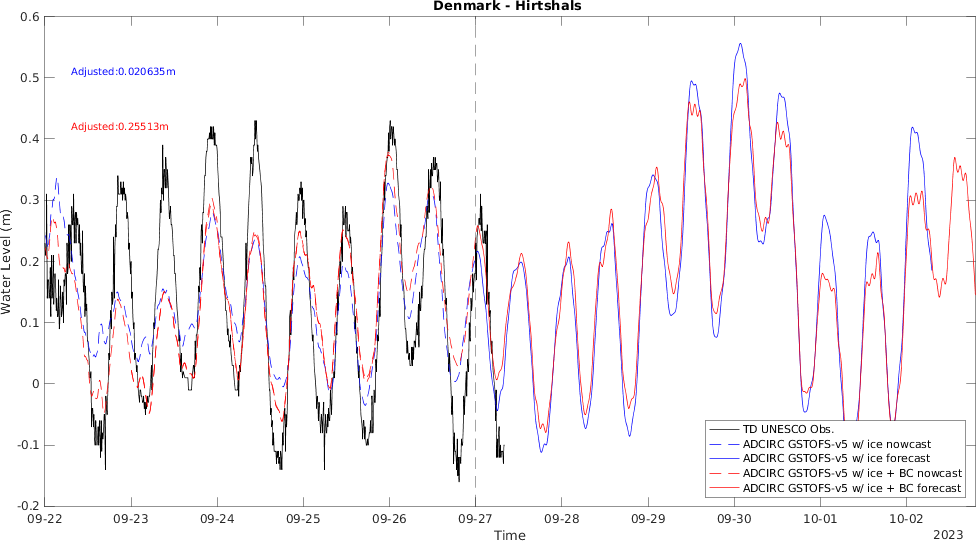 Denmark - Hirtshals
0.6
0.5
0.4
0.3
0.2
0.1
0
-0.1
-0.2
Water Level (m)
Adjusted:0.020635m
Adjusted:0.25513m
TD UNESCO Obs.
ADCIRC GSTOFS-v5 w/ ice nowcast
ADCIRC GSTOFS-v5 w/ ice forecast
ADCIRC GSTOFS-v5 w/ ice + BC nowcast
ADCIRC GSTOFS-v5 w/ ice + BC forecast
09-22 09-23 09-24 09-25 09-26 09-27 09-28 09-29 09-30 10-01 10-02
Time
2023